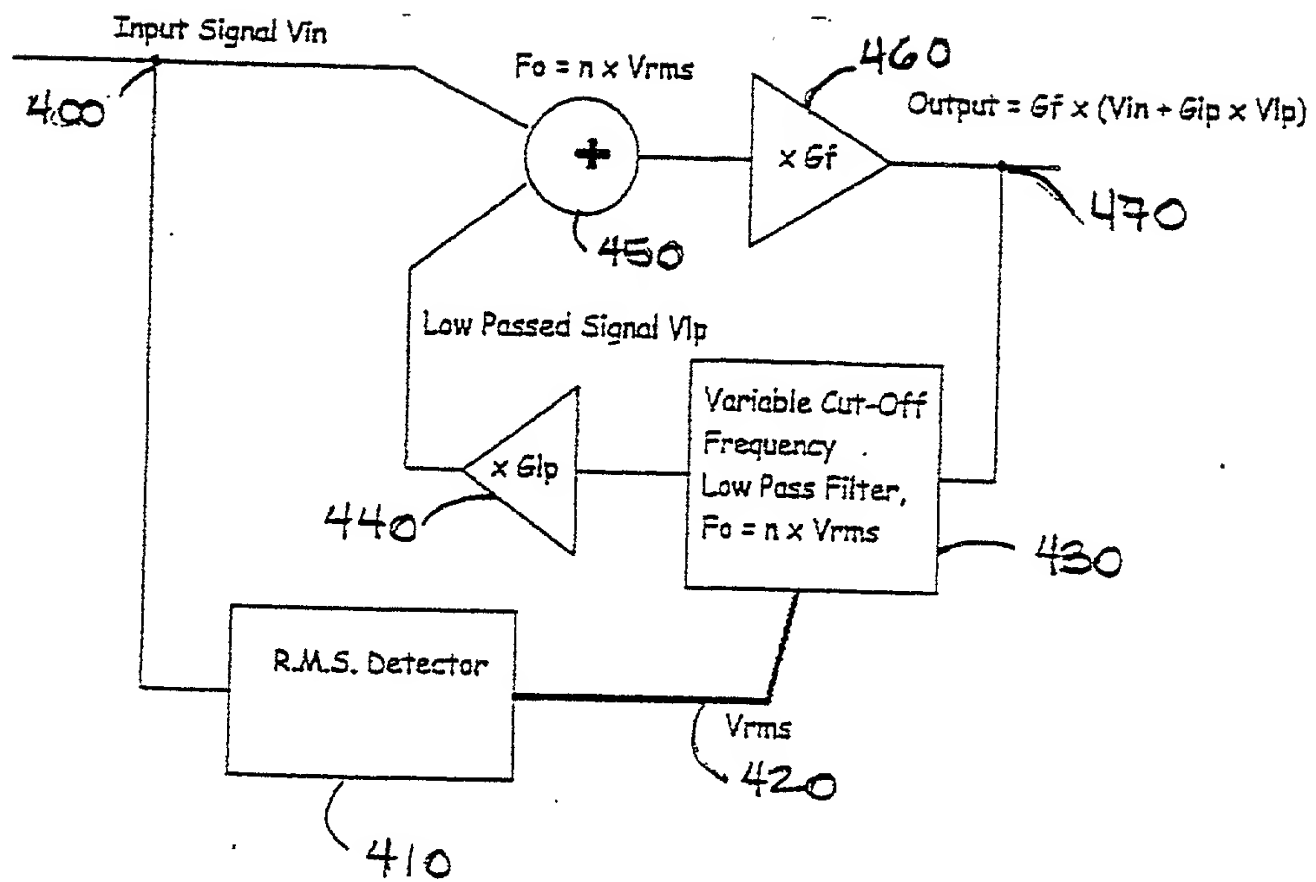 Input Signal Vin
400
Fo = n x Vrms
460
Output = Gf x (Vin + Glp x Vlp)
+
x Gf
470
450
Low Passed Signal Vlp
Variable Cut-Off
Frequency
Low Pass Filter,
Fo = n x Vrms
x Glp
440
430
R.M.S. Detector
Vrms
420
410